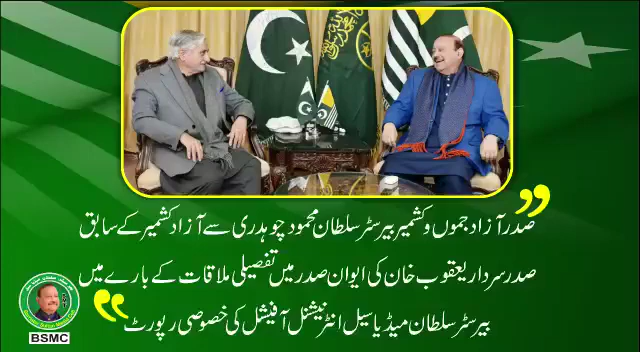 صدر آزاد جموں و کشمیر بیرسٹر سلطان محمود چوہدری سے آزاد کشمیر کے سابق
صدر سردار یعقوب خان کی ایوان صدر میں تفصیلی ملاقات کے بارے میں
بیرسٹر سلطان میڈیا سیل انٹرنیشنل آفیشل کی خصوصی رپورٹ
BSMC